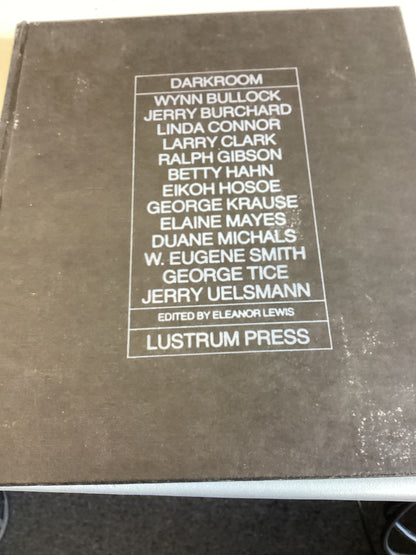 DARKROOM
WYNN BULLOCK
JERRY BURCHARD
LINDA CONNOR
LARRY CLARK
RALPH GIBSON
BETTY HAHN
EIKOH HOSOE
GEORGE KRAUSE
ELAINE MAYES
DUANE MICHALS
W. EUGENE SMITH
GEORGE TICE
JERRY UELSMANN
EDITED BY ELEANOR LEWIS
LUSTRUM PRESS